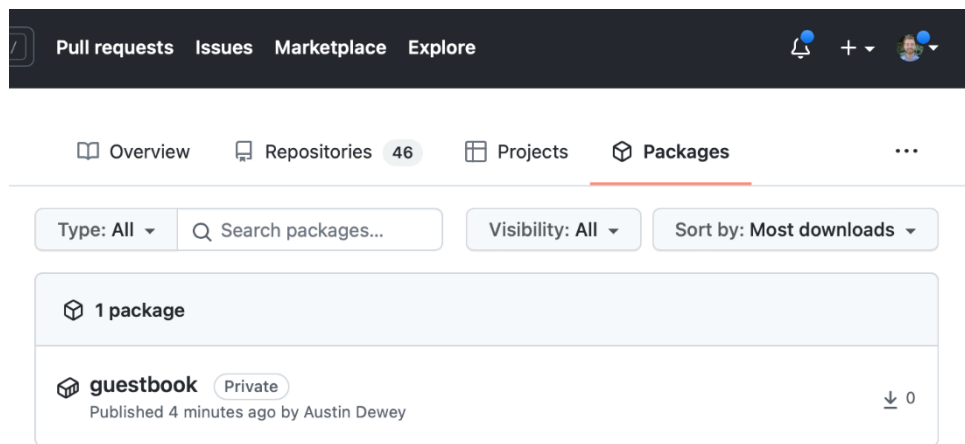 / Pull requests Issues Marketplace Explore +
Overview Repositories 46 Projects Packages ...
Type: All Search packages... Visibility: All Sort by: Most downloads
1 package
guestbook Private
Published 4 minutes ago by Austin Dewey 0